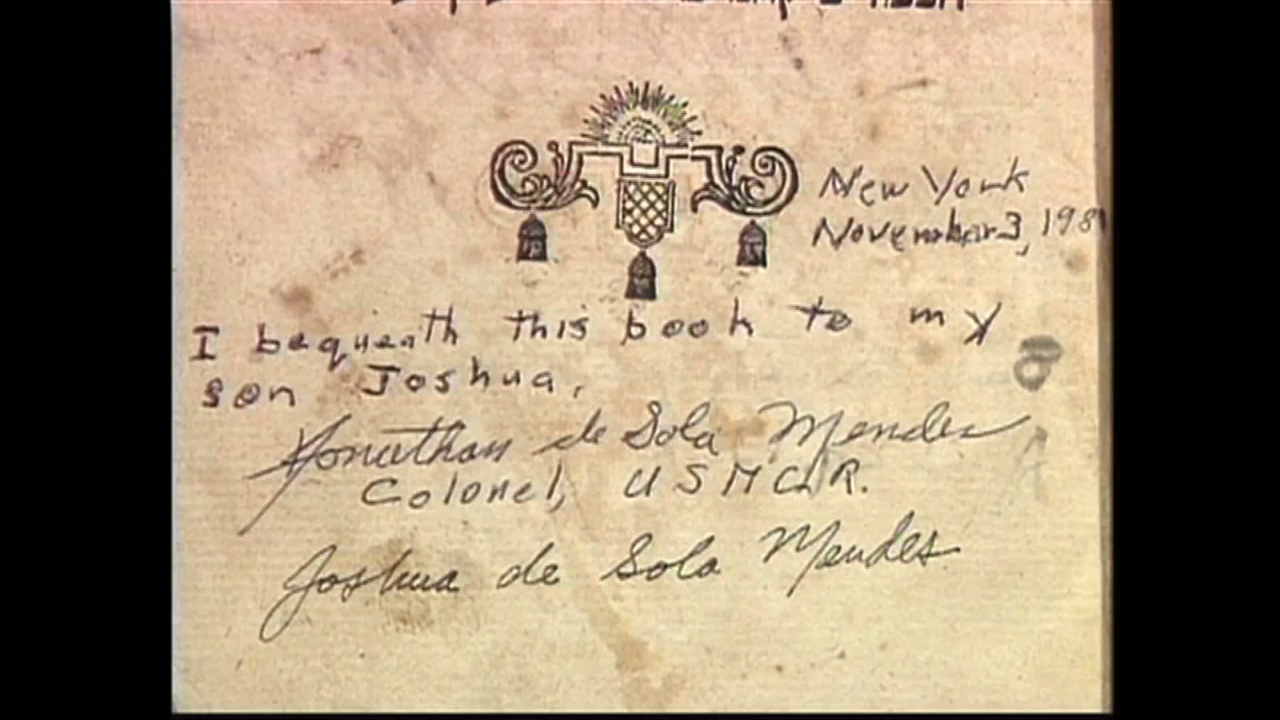 New York
November 3, 1981
I bequeath this book to my
son Joshua,
Jonathan de Sola Mendes
Colonel, USMCR.
Joshua de Sola Mendes